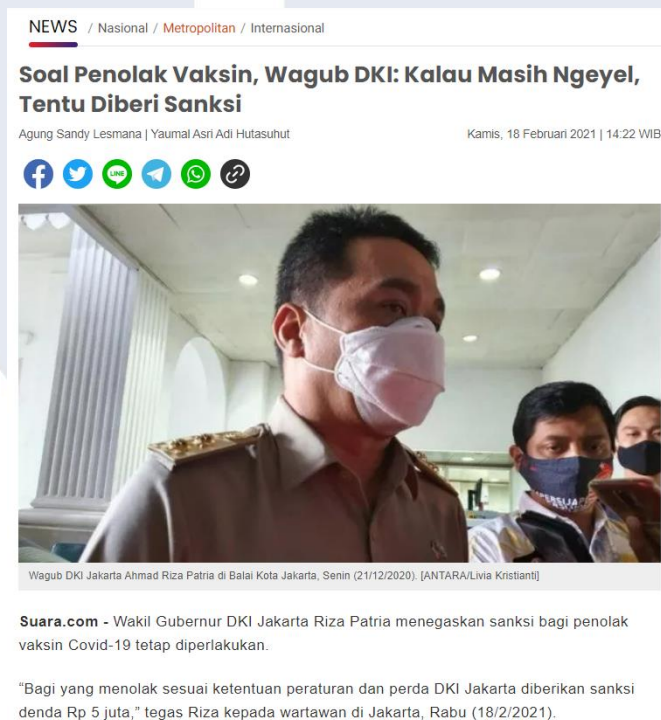 NEWS / Nasional / Metropolitan / Internasional
Soal Penolak Vaksin, Wagub DKI: Kalau Masih Ngeyel,
Tentu Diberi Sanksi
Agung Sandy Lesmana | Yaumal Asri Adi Hutasuhut
Kamis, 18 Februari 2021 | 14:22 WIB
LINE
PERSIJA
Wagub DKI Jakarta Ahmad Riza Patria di Balai Kota Jakarta, Senin (21/12/2020). [ANTARA/Livia Kristianti]
Suara.com - Wakil Gubernur DKI Jakarta Riza Patria menegaskan sanksi bagi penolak
vaksin Covid-19 tetap diperlakukan.
“Bagi yang menolak sesuai ketentuan peraturan dan perda DKI Jakarta diberikan sanksi
denda Rp 5 juta,” tegas Riza kepada wartawan di Jakarta, Rabu (18/2/2021).